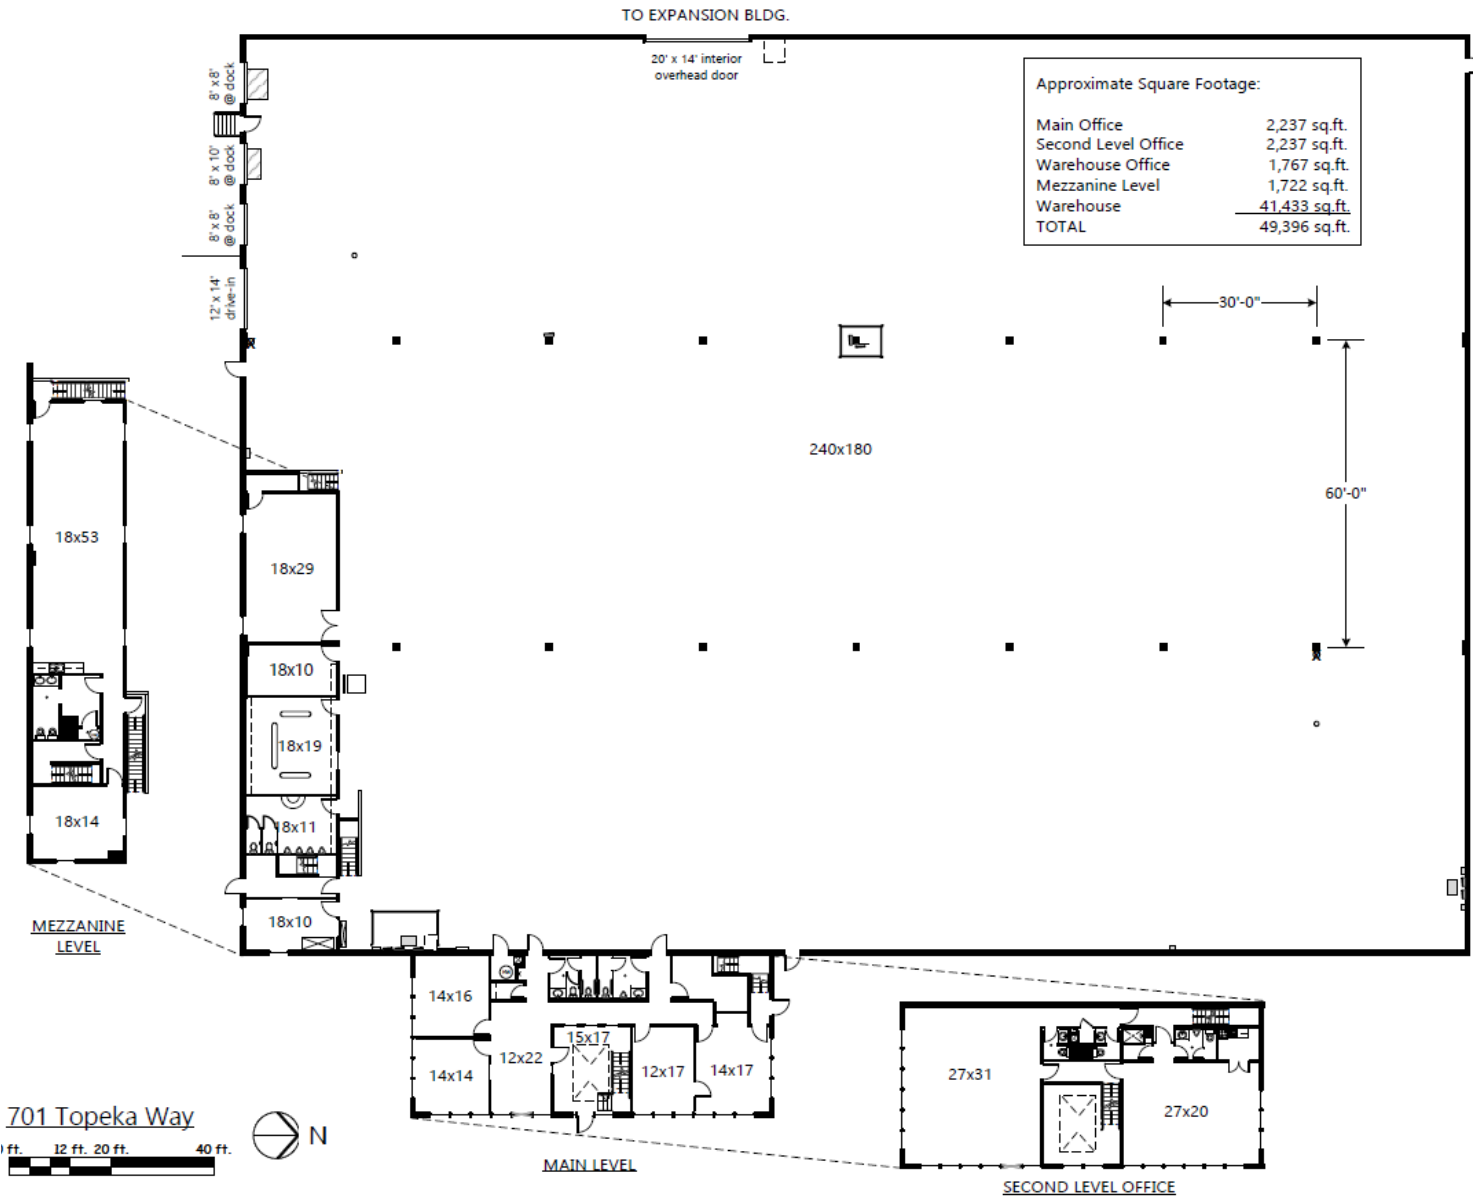 TO EXPANSION BLDG.
20' x 14' interior
overhead door
8' x8'
@ dock
8' x 10'
@ dock
8' x 8'
@ dock
12' x 14'
drive-in
Approximate Square Footage:
Main Office 2,237 sq.ft.
Second Level Office 2,237 sq.ft.
Warehouse Office 1,767 sq.ft.
Mezzanine Level 1,722 sq.ft.
Warehouse 41,433 sq.ft.
TOTAL 49,396 sq.ft.
30'-0"
240x180
60'-0"
18x53
18x29
18x10
18x19
18x14
18x11
18x10
MEZZANINE
LEVEL
14x16
15x17
12x22
14x14
12x17
14x17
27x31
27x20
701 Topeka Way
ft. 12 ft. 20 ft. 40 ft.
N
MAIN LEVEL
SECOND LEVEL OFFICE